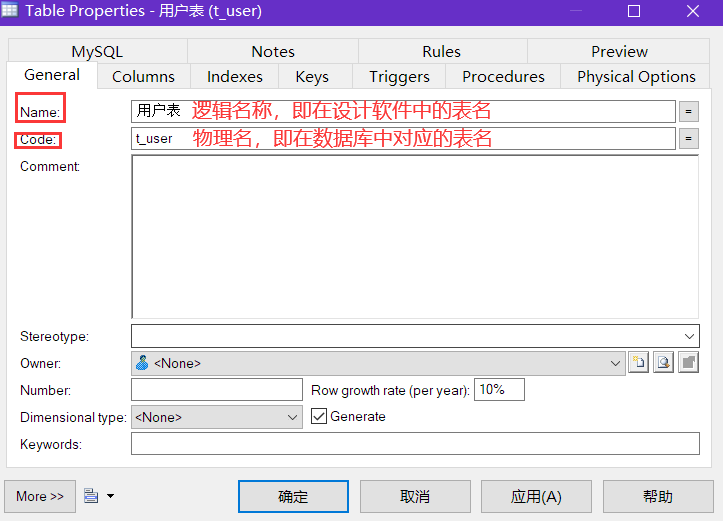 Table Properties - 用户表 (t_user)
MySQL Notes Rules Preview
General Columns Indexes Keys Triggers Procedures Physical Options
Name: 用户表 逻辑名称，即在设计软件中的表名 =
Code: t_user 物理名，即在数据库中对应的表名 =
Comment:
Stereotype:
Owner: <None>
Number: Row growth rate (per year): 10%
Dimensional type: <None> Generate
Keywords:
More >> 确定 取消 应用(A) 帮助